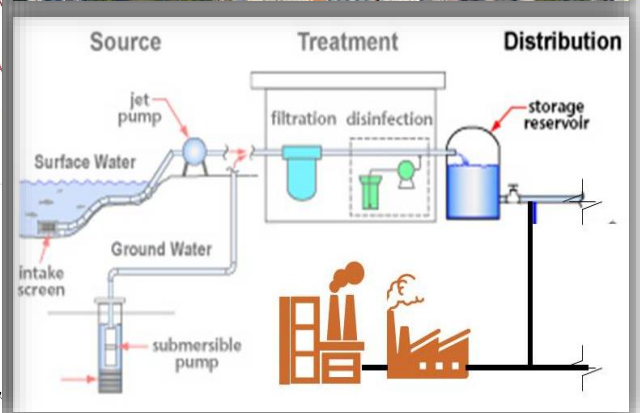 Source
Treatment
Distribution
jet
pump
filtration
disinfection
storage
reservoir
Surface Water
Ground Water
intake
screen
submersible
pump